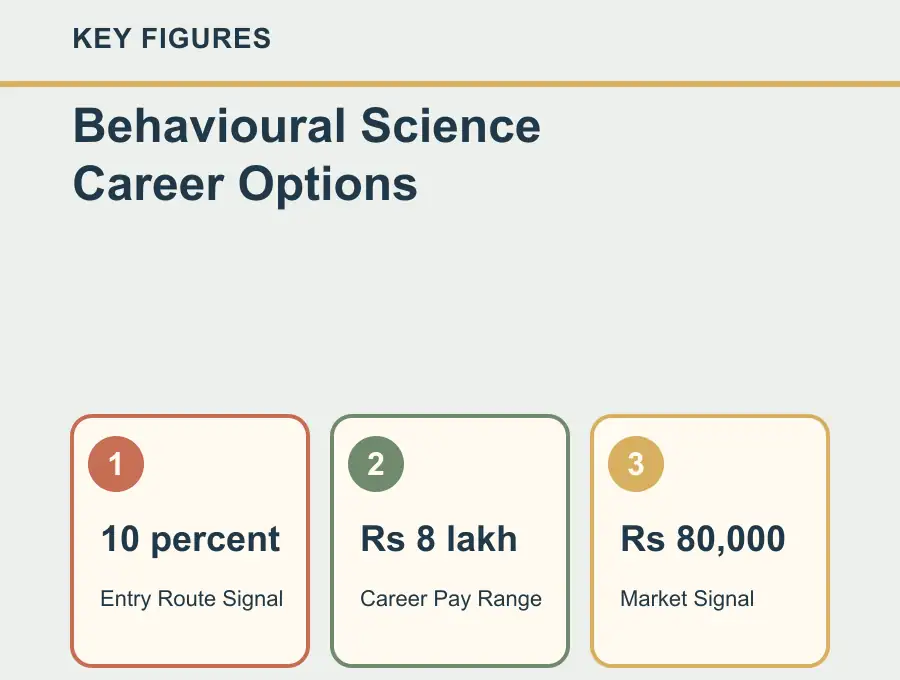 KEY FIGURES
Behavioural Science
Career Options
1
10 percent
Entry Route Signal
2
Rs 8 lakh
Career Pay Range
3
Rs 80,000
Market Signal